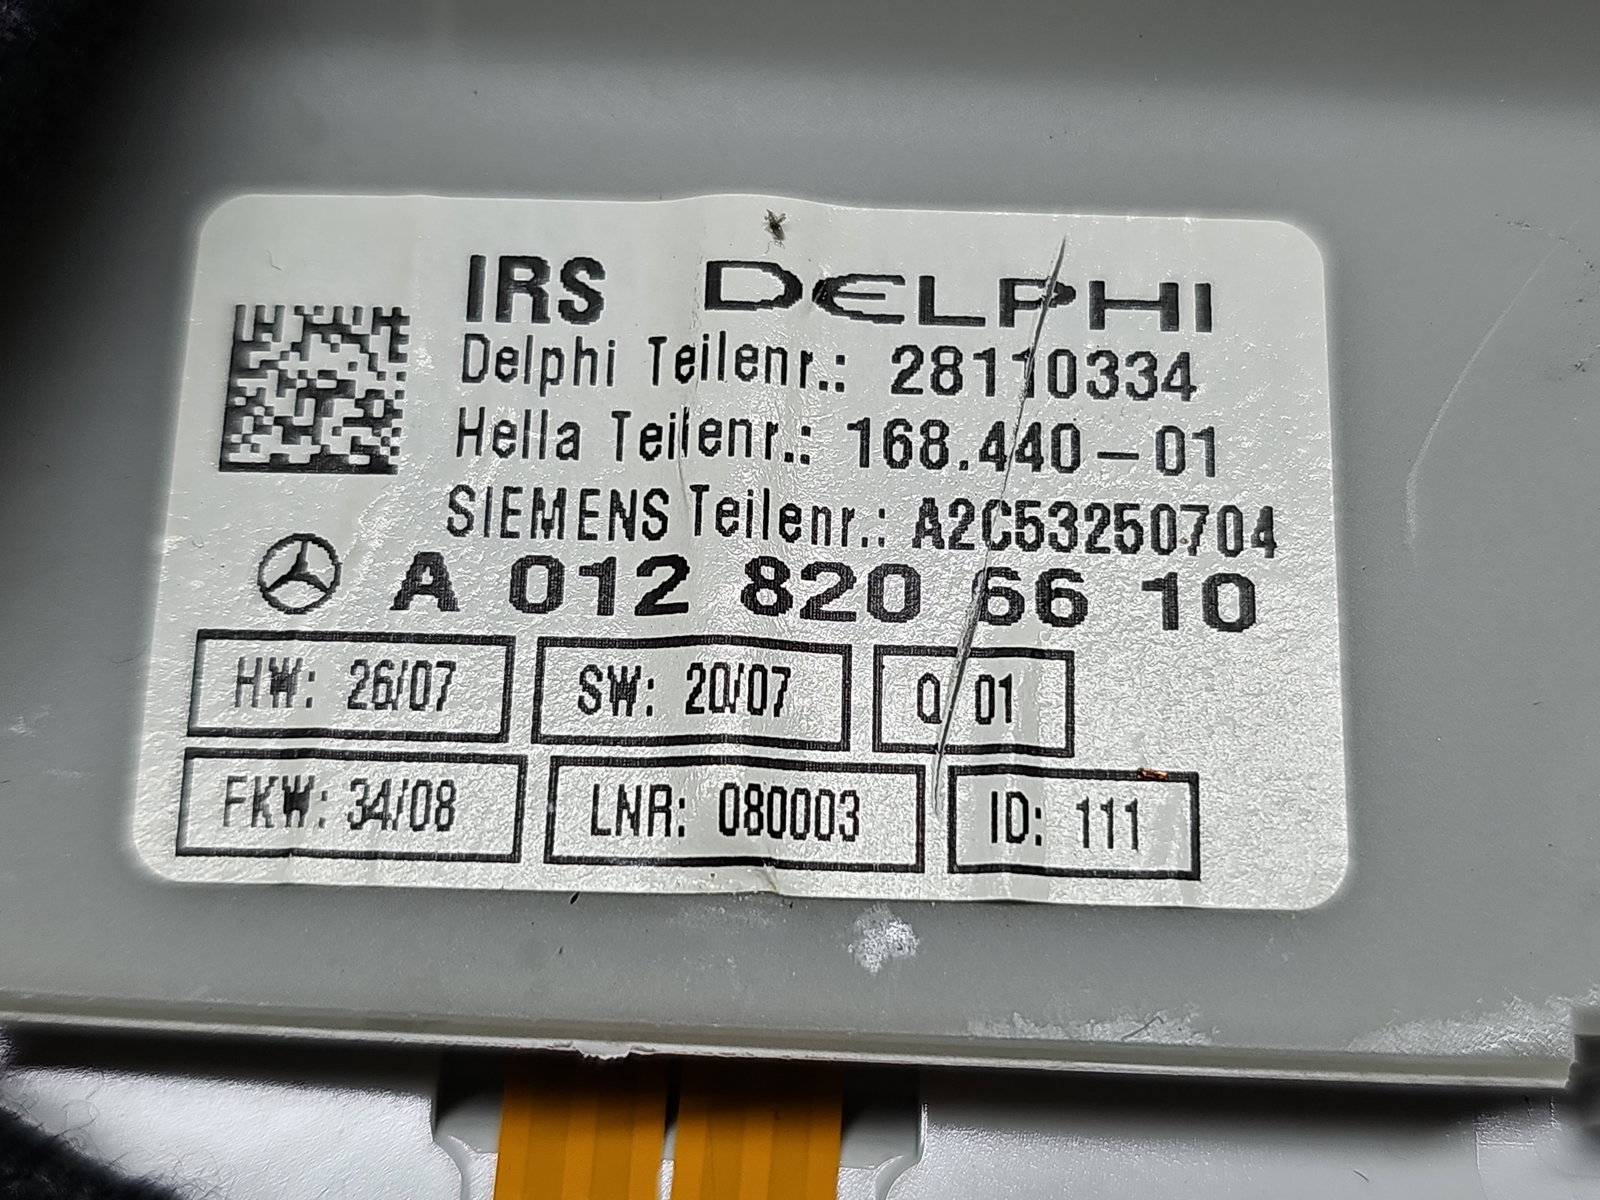 IRS DELPHI
Delphi Teilenr.: 28110334
Hella Teilenr.: 168.440-01
SIEMENS Teilenr.: A2C53250704
A 012 820 66 10
HW: 26/07 SW: 20/07 Q 01
FKW: 34/08 LNR: 080003 ID: 111